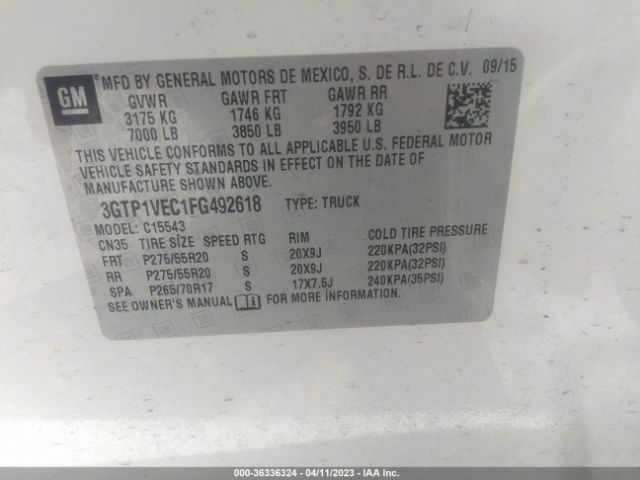 GM ® MFD BY GENERAL MOTORS DE MEXICO, S. DE R.L. DE C.V. 09/15
GVWR GAWR FRT GAWR RR
3175 KG 1746 KG 1792 KG
7000 LB 3850 LB 3950 LB
THIS VEHICLE CONFORMS TO ALL APPLICABLE U.S. FEDERAL MOTOR
VEHICLE SAFETY STANDARDS IN EFFECT ON THE DATE OF
MANUFACTURE SHOWN ABOVE.
3GTP1VEC1FG492618 TYPE: TRUCK
MODEL: C15543
CN35 TIRE SIZE SPEED RTG RIM COLD TIRE PRESSURE
FRT P275/55R20 S 20X9J 220KPA(32PSI)
RR P275/55R20 S 20X9J 220KPA(32PSI)
SPA P265/70R17 S 17X7.5J 240KPA(35PSI)
SEE OWNER'S MANUAL FOR MORE INFORMATION.
000-36336324 - 04/11/2023 - IAA Inc.